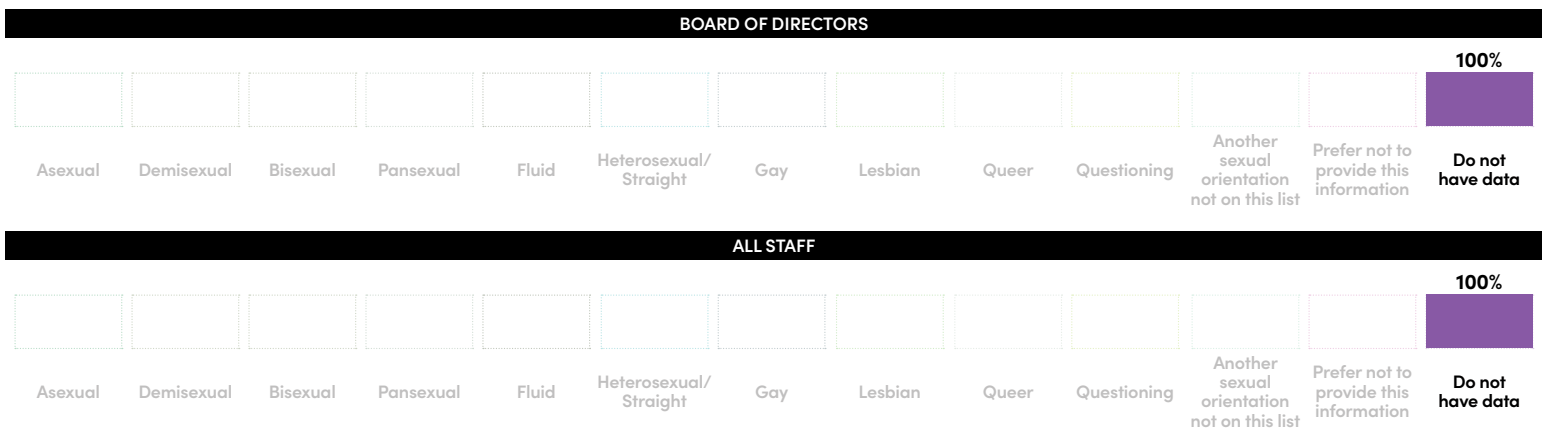 BOARD OF DIRECTORS
100%
Asexual
Demisexual
Bisexual
Pansexual
Fluid
Heterosexual/
Straight
Gay
Lesbian
Queer
Questioning
Another
sexual
orientation
not on this list
Prefer not to
provide this
information
Do not
have data
ALL STAFF
100%
Asexual
Demisexual
Bisexual
Pansexual
Fluid
Heterosexual/
Straight
Gay
Lesbian
Queer
Questioning
Another
sexual
orientation
not on this list
Prefer not to
provide this
information
Do not
have data